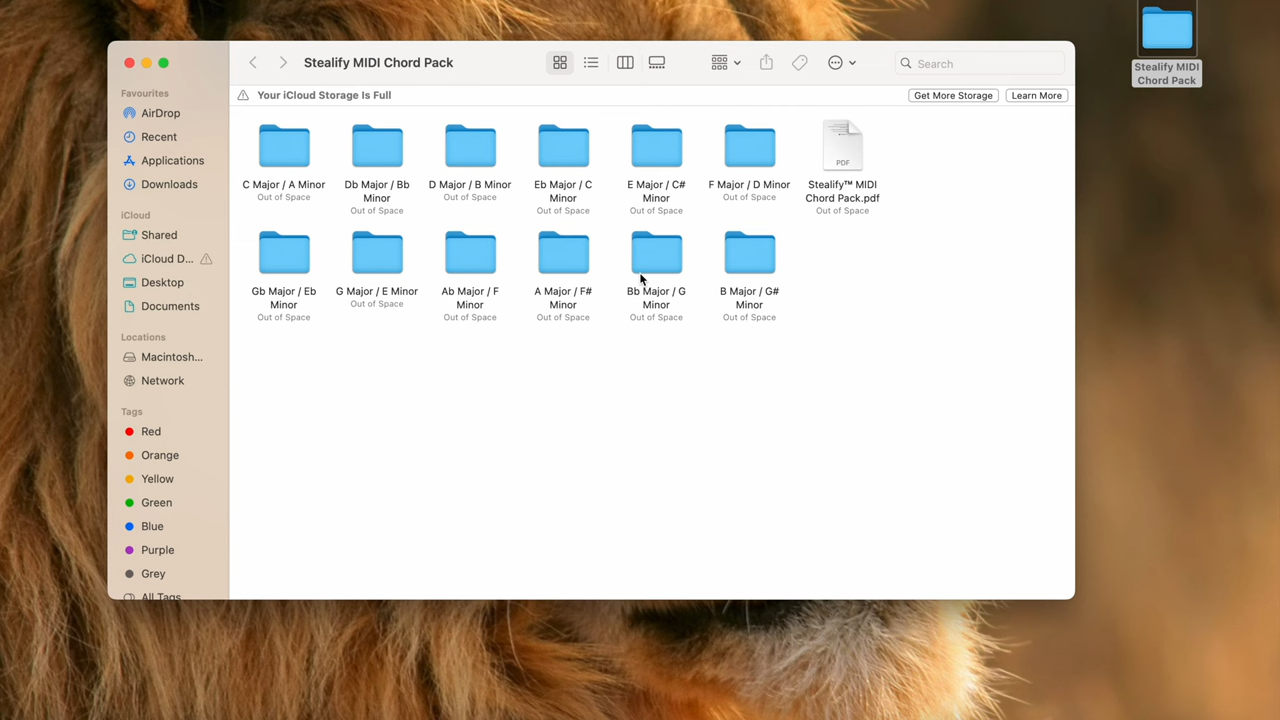 Stealify MIDI Chord Pack
Search
Stealify MIDI
Chord Pack
Your iCloud Storage Is Full
Get More Storage
Learn More
Favourites
AirDrop
Recent
Applications
Downloads
iCloud
Shared
iCloud D...
Desktop
Documents
Locations
Macintosh...
Network
Tags
Red
Orange
Yellow
Green
Blue
Purple
Grey
All Tags
C Major / A Minor
Out of Space
Db Major / Bb
Minor
Out of Space
D Major / B Minor
Out of Space
Eb Major / C
Minor
Out of Space
E Major / C#
Minor
Out of Space
F Major / D Minor
Out of Space
PDF
Stealify™ MIDI
Chord Pack.pdf
Out of Space
Gb Major / Eb
Minor
Out of Space
G Major / E Minor
Out of Space
Ab Major / F
Minor
Out of Space
A Major / F#
Minor
Out of Space
Bb Major / G
Minor
Out of Space
B Major / G#
Minor
Out of Space